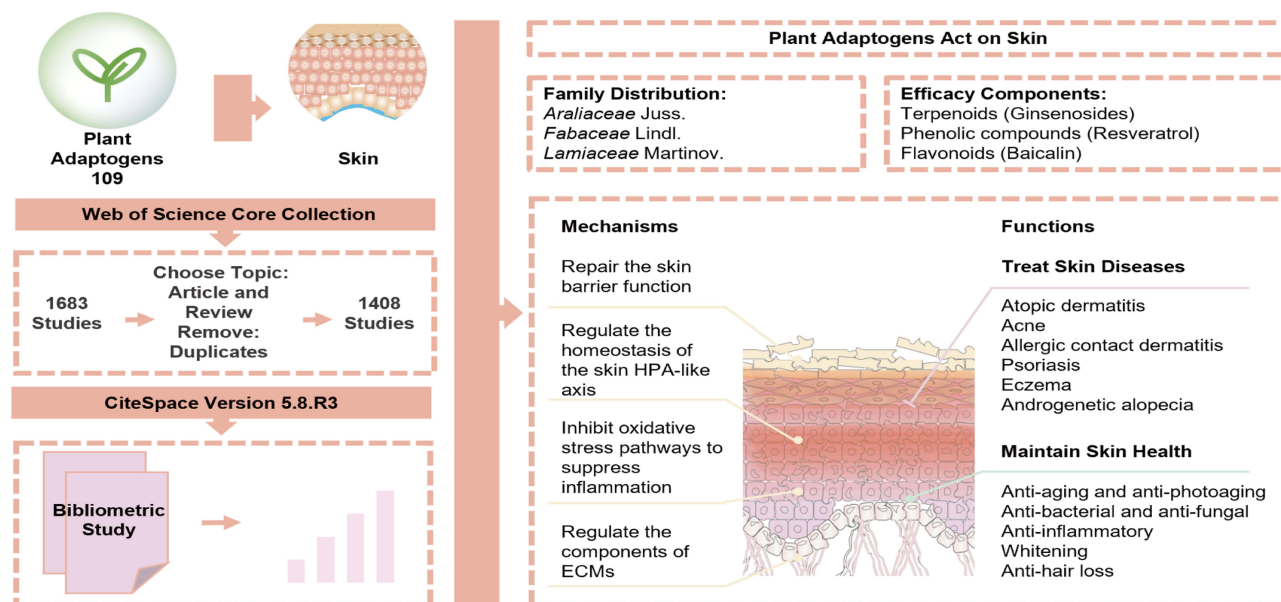 Plant
Adaptogens
109
Skin
Web of Science Core Collection
1683
Studies
Choose Topic:
Article and
Review
Remove:
Duplicates
1408
Studies
CiteSpace Version 5.8.R3
Bibliometric
Study
Plant Adaptogens Act on Skin
Family Distribution:
Araliaceae Juss.
Fabaceae Lindl.
Lamiaceae Martinov.
Efficacy Components:
Terpenoids (Ginsenosides)
Phenolic compounds (Resveratrol)
Flavonoids (Baicalin)
Mechanisms
Repair the skin
barrier function
Regulate the
homeostasis of
the skin HPA-like
axis
Inhibit oxidative
stress pathways to
suppress
inflammation
Regulate the
components of
ECMs
Functions
Treat Skin Diseases
Atopic dermatitis
Acne
Allergic contact dermatitis
Psoriasis
Eczema
Androgenetic alopecia
Maintain Skin Health
Anti-aging and anti-photoaging
Anti-bacterial and anti-fungal
Anti-inflammatory
Whitening
Anti-hair loss